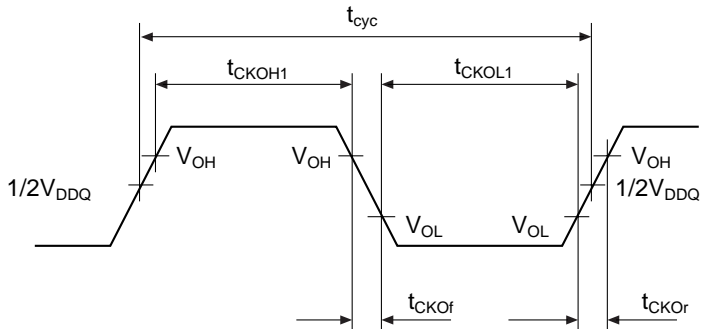 tcyc
tCKOH1 tCKOL1
VOH VOH VOH
1/2VDDQ 1/2VDDQ
VOL VOL
tCKOf tCKOr